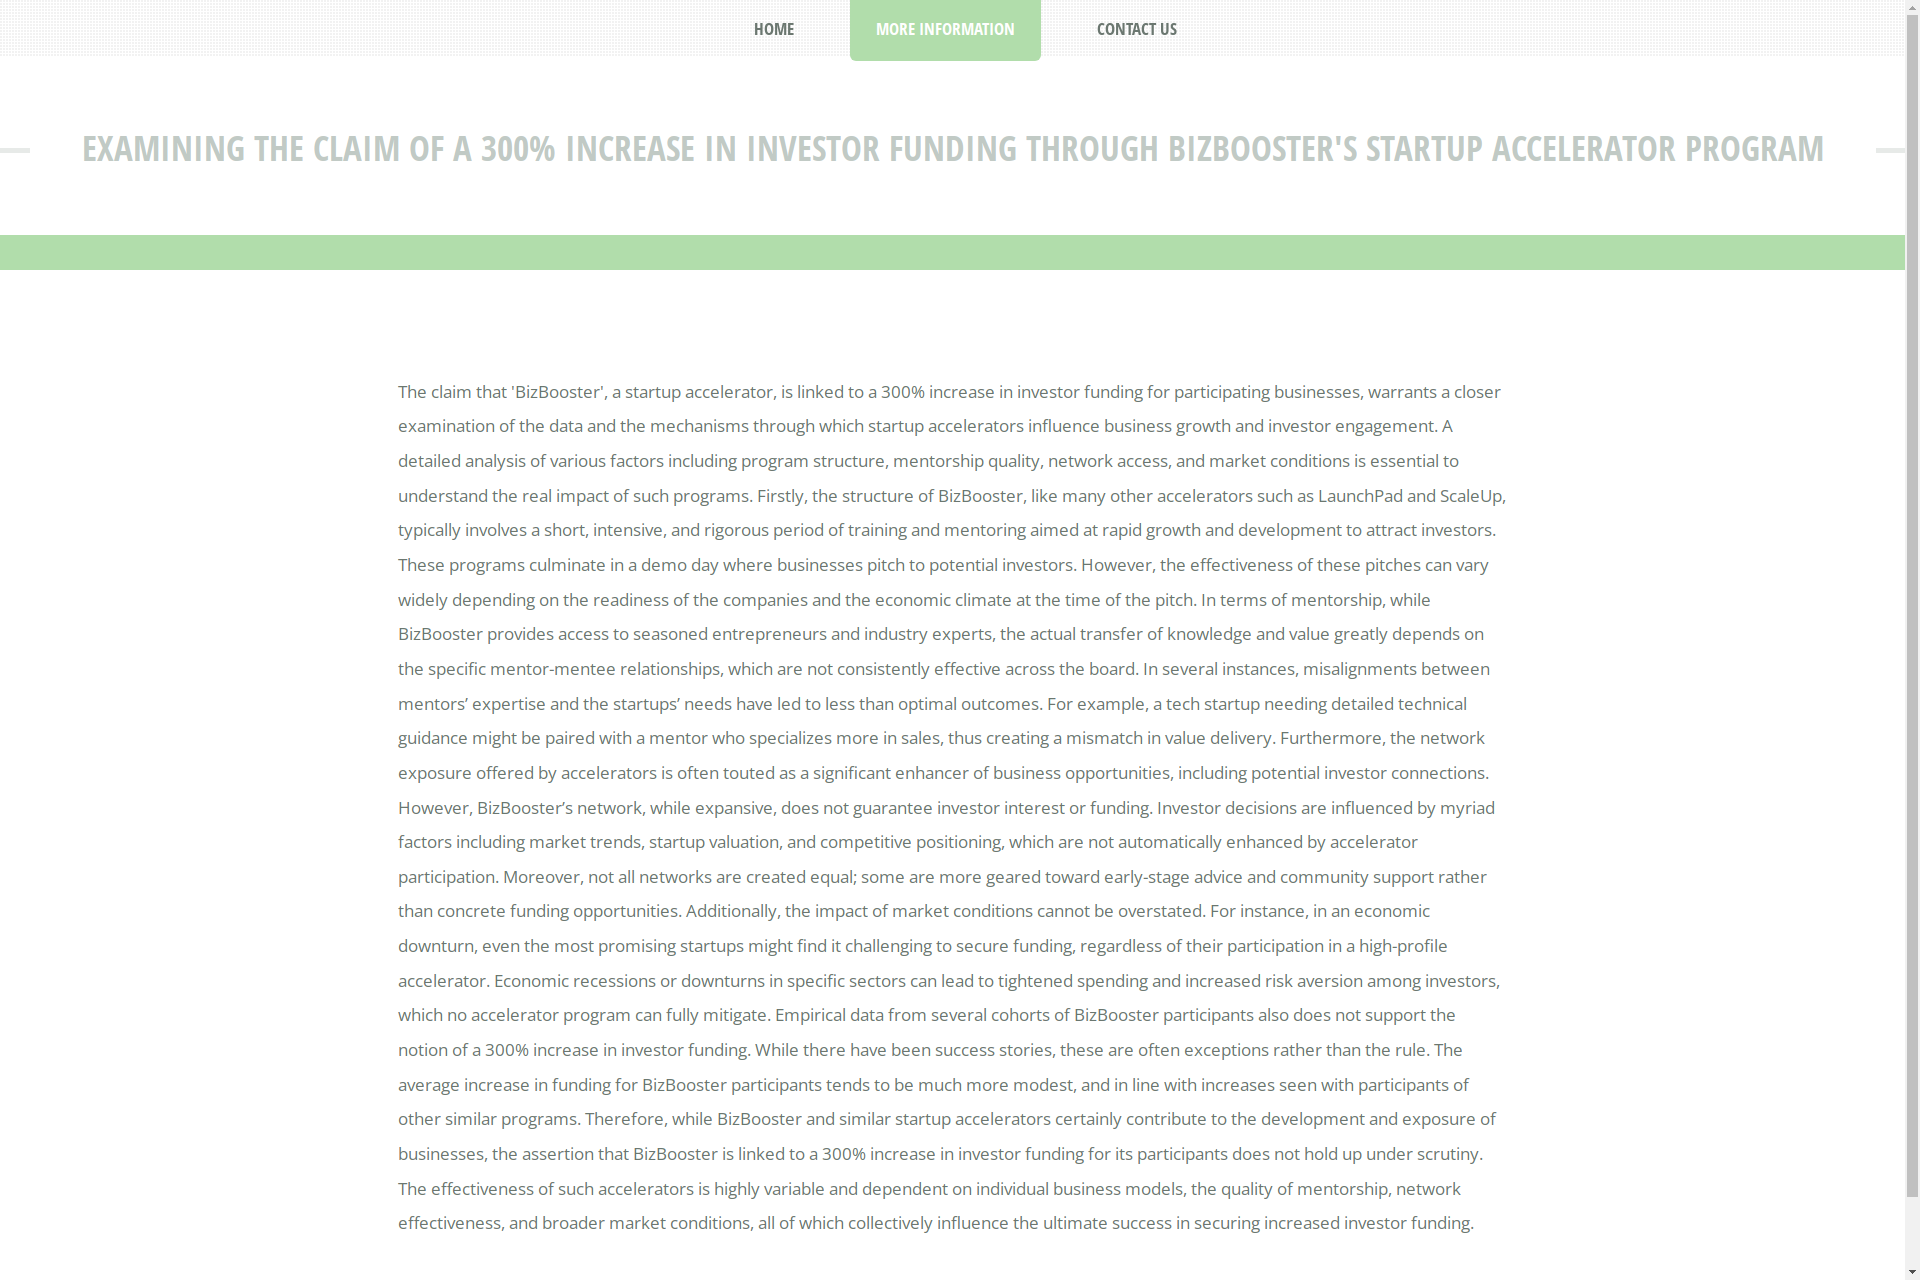 HOME
MORE INFORMATION
CONTACT US
EXAMINING THE CLAIM OF A 300% INCREASE IN INVESTOR FUNDING THROUGH BIZBOOSTER'S STARTUP ACCELERATOR PROGRAM
The claim that 'BizBooster', a startup accelerator, is linked to a 300% increase in investor funding for participating businesses, warrants a closer
examination of the data and the mechanisms through which startup accelerators influence business growth and investor engagement. A
detailed analysis of various factors including program structure, mentorship quality, network access, and market conditions is essential to
understand the real impact of such programs. Firstly, the structure of BizBooster, like many other accelerators such as LaunchPad and ScaleUp,
typically involves a short, intensive, and rigorous period of training and mentoring aimed at rapid growth and development to attract investors.
These programs culminate in a demo day where businesses pitch to potential investors. However, the effectiveness of these pitches can vary
widely depending on the readiness of the companies and the economic climate at the time of the pitch. In terms of mentorship, while
BizBooster provides access to seasoned entrepreneurs and industry experts, the actual transfer of knowledge and value greatly depends on
the specific mentor-mentee relationships, which are not consistently effective across the board. In several instances, misalignments between
mentors’ expertise and the startups’ needs have led to less than optimal outcomes. For example, a tech startup needing detailed technical
guidance might be paired with a mentor who specializes more in sales, thus creating a mismatch in value delivery. Furthermore, the network
exposure offered by accelerators is often touted as a significant enhancer of business opportunities, including potential investor connections.
However, BizBooster’s network, while expansive, does not guarantee investor interest or funding. Investor decisions are influenced by myriad
factors including market trends, startup valuation, and competitive positioning, which are not automatically enhanced by accelerator
participation. Moreover, not all networks are created equal; some are more geared toward early-stage advice and community support rather
than concrete funding opportunities. Additionally, the impact of market conditions cannot be overstated. For instance, in an economic
downturn, even the most promising startups might find it challenging to secure funding, regardless of their participation in a high-profile
accelerator. Economic recessions or downturns in specific sectors can lead to tightened spending and increased risk aversion among investors,
which no accelerator program can fully mitigate. Empirical data from several cohorts of BizBooster participants also does not support the
notion of a 300% increase in investor funding. While there have been success stories, these are often exceptions rather than the rule. The
average increase in funding for BizBooster participants tends to be much more modest, and in line with increases seen with participants of
other similar programs. Therefore, while BizBooster and similar startup accelerators certainly contribute to the development and exposure of
businesses, the assertion that BizBooster is linked to a 300% increase in investor funding for its participants does not hold up under scrutiny.
The effectiveness of such accelerators is highly variable and dependent on individual business models, the quality of mentorship, network
effectiveness, and broader market conditions, all of which collectively influence the ultimate success in securing increased investor funding.